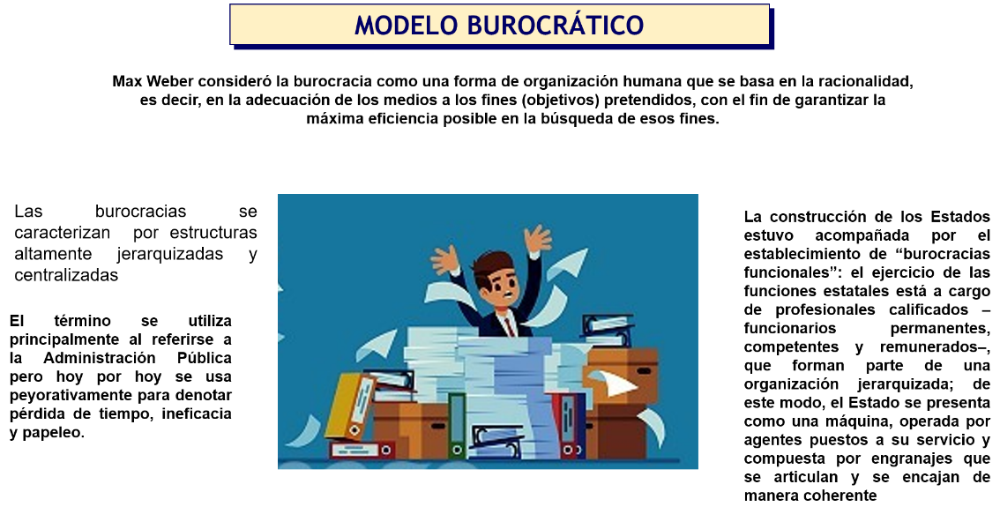 MODELO BUROCRÁTICO
Max Weber consideró la burocracia como una forma de organización humana que se basa en la racionalidad,
es decir, en la adecuación de los medios a los fines (objetivos) pretendidos, con el fin de garantizar la
máxima eficiencia posible en la búsqueda de esos fines.
Las burocracias se
caracterizan por estructuras
altamente jerarquizadas y
centralizadas
El término se utiliza
principalmente al referirse a
la Administración Pública
pero hoy por hoy se usa
peyorativamente para denotar
pérdida de tiempo, ineficacia
y papeleo.
La construcción de los Estados
estuvo acompañada por el
establecimiento de “burocracias
funcionales”: el ejercicio de las
funciones estatales está a cargo
de profesionales calificados –
funcionarios permanentes,
competentes y remunerados–,
que forman parte de una
organización jerarquizada; de
este modo, el Estado se presenta
como una máquina, operada por
agentes puestos a su servicio y
compuesta por engranajes que
se articulan y se encajan de
manera coherente